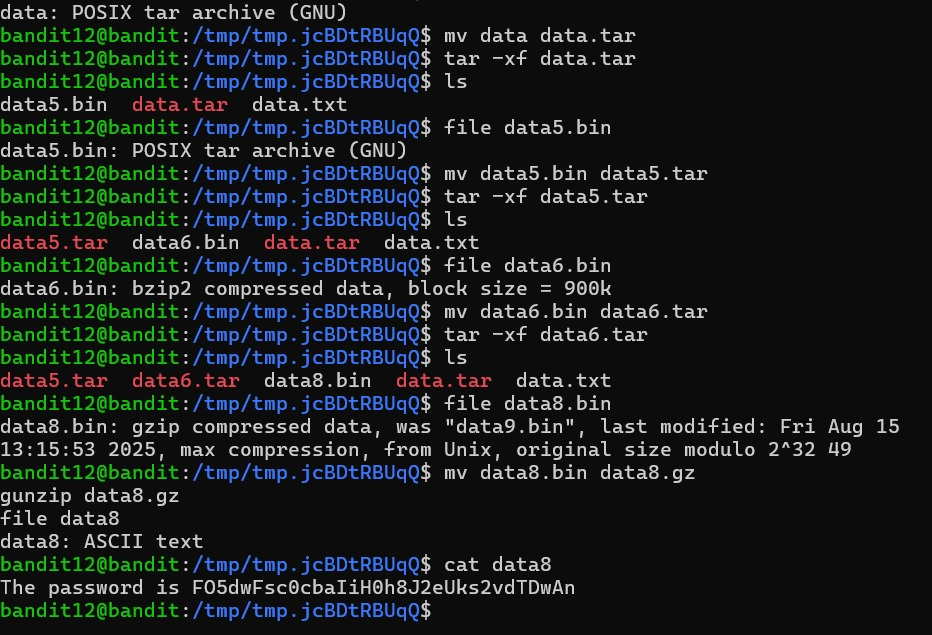 data: POSIX tar archive (GNU)
bandit12@bandit:/tmp/tmp.jcBDtRBUqQ$ mv data data.tar
bandit12@bandit:/tmp/tmp.jcBDtRBUqQ$ tar -xf data.tar
bandit12@bandit:/tmp/tmp.jcBDtRBUqQ$ ls
data5.bin  data.tar  data.txt
bandit12@bandit:/tmp/tmp.jcBDtRBUqQ$ file data5.bin
data5.bin: POSIX tar archive (GNU)
bandit12@bandit:/tmp/tmp.jcBDtRBUqQ$ mv data5.bin data5.tar
bandit12@bandit:/tmp/tmp.jcBDtRBUqQ$ tar -xf data5.tar
bandit12@bandit:/tmp/tmp.jcBDtRBUqQ$ ls
data5.tar  data6.bin  data.tar  data.txt
bandit12@bandit:/tmp/tmp.jcBDtRBUqQ$ file data6.bin
data6.bin: bzip2 compressed data, block size = 900k
bandit12@bandit:/tmp/tmp.jcBDtRBUqQ$ mv data6.bin data6.tar
bandit12@bandit:/tmp/tmp.jcBDtRBUqQ$ tar -xf data6.tar
bandit12@bandit:/tmp/tmp.jcBDtRBUqQ$ ls
data5.tar  data6.tar  data8.bin  data.tar  data.txt
bandit12@bandit:/tmp/tmp.jcBDtRBUqQ$ file data8.bin
data8.bin: gzip compressed data, was "data9.bin", last modified: Fri Aug 15
13:15:53 2025, max compression, from Unix, original size modulo 2^32 49
bandit12@bandit:/tmp/tmp.jcBDtRBUqQ$ mv data8.bin data8.gz
gunzip data8.gz
file data8
data8: ASCII text
bandit12@bandit:/tmp/tmp.jcBDtRBUqQ$ cat data8
The password is FO5dwFsc0cbaIiH0h8J2eUks2vdTDwAn
bandit12@bandit:/tmp/tmp.jcBDtRBUqQ$